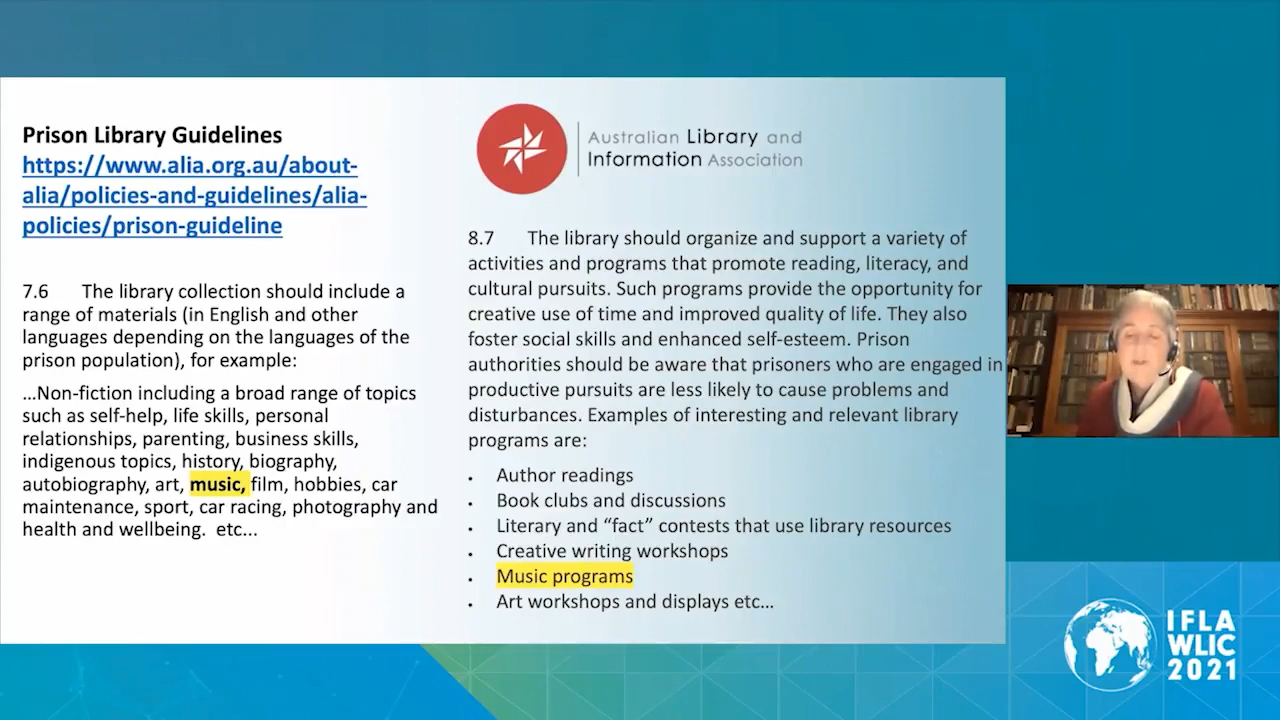 Prison Library Guidelines
https://www.alia.org.au/about-
alia/policies-and-guidelines/alia-
policies/prison-guideline
7.6 The library collection should include a
range of materials (in English and other
languages depending on the languages of the
prison population), for example:
…Non-fiction including a broad range of topics
such as self-help, life skills, personal
relationships, parenting, business skills,
indigenous topics, history, biography,
autobiography, art, music, film, hobbies, car
maintenance, sport, car racing, photography and
health and wellbeing. etc...
Australian Library and
Information Association
8.7 The library should organize and support a variety of
activities and programs that promote reading, literacy, and
cultural pursuits. Such programs provide the opportunity for
creative use of time and improved quality of life. They also
foster social skills and enhanced self-esteem. Prison
authorities should be aware that prisoners who are engaged in
productive pursuits are less likely to cause problems and
disturbances. Examples of interesting and relevant library
programs are:
• Author readings
• Book clubs and discussions
• Literary and “fact” contests that use library resources
• Creative writing workshops
• Music programs
• Art workshops and displays etc…
IFLA
WLIC
2021